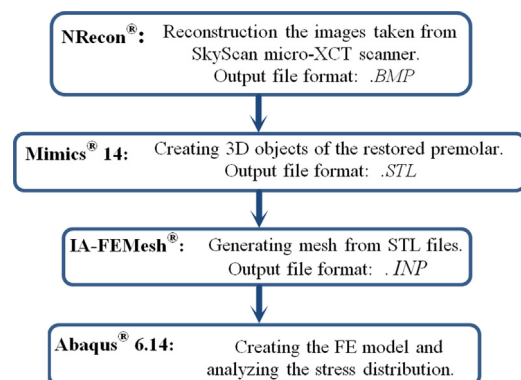 NRecon®: Reconstruction the images taken from
SkyScan micro-XCT scanner.
Output file format: .BMP
Mimics® 14: Creating 3D objects of the restored premolar.
Output file format: .STL
IA-FEMesh®: Generating mesh from STL files.
Output file format: . INP
Abaqus® 6.14: Creating the FE model and
analyzing the stress distribution.